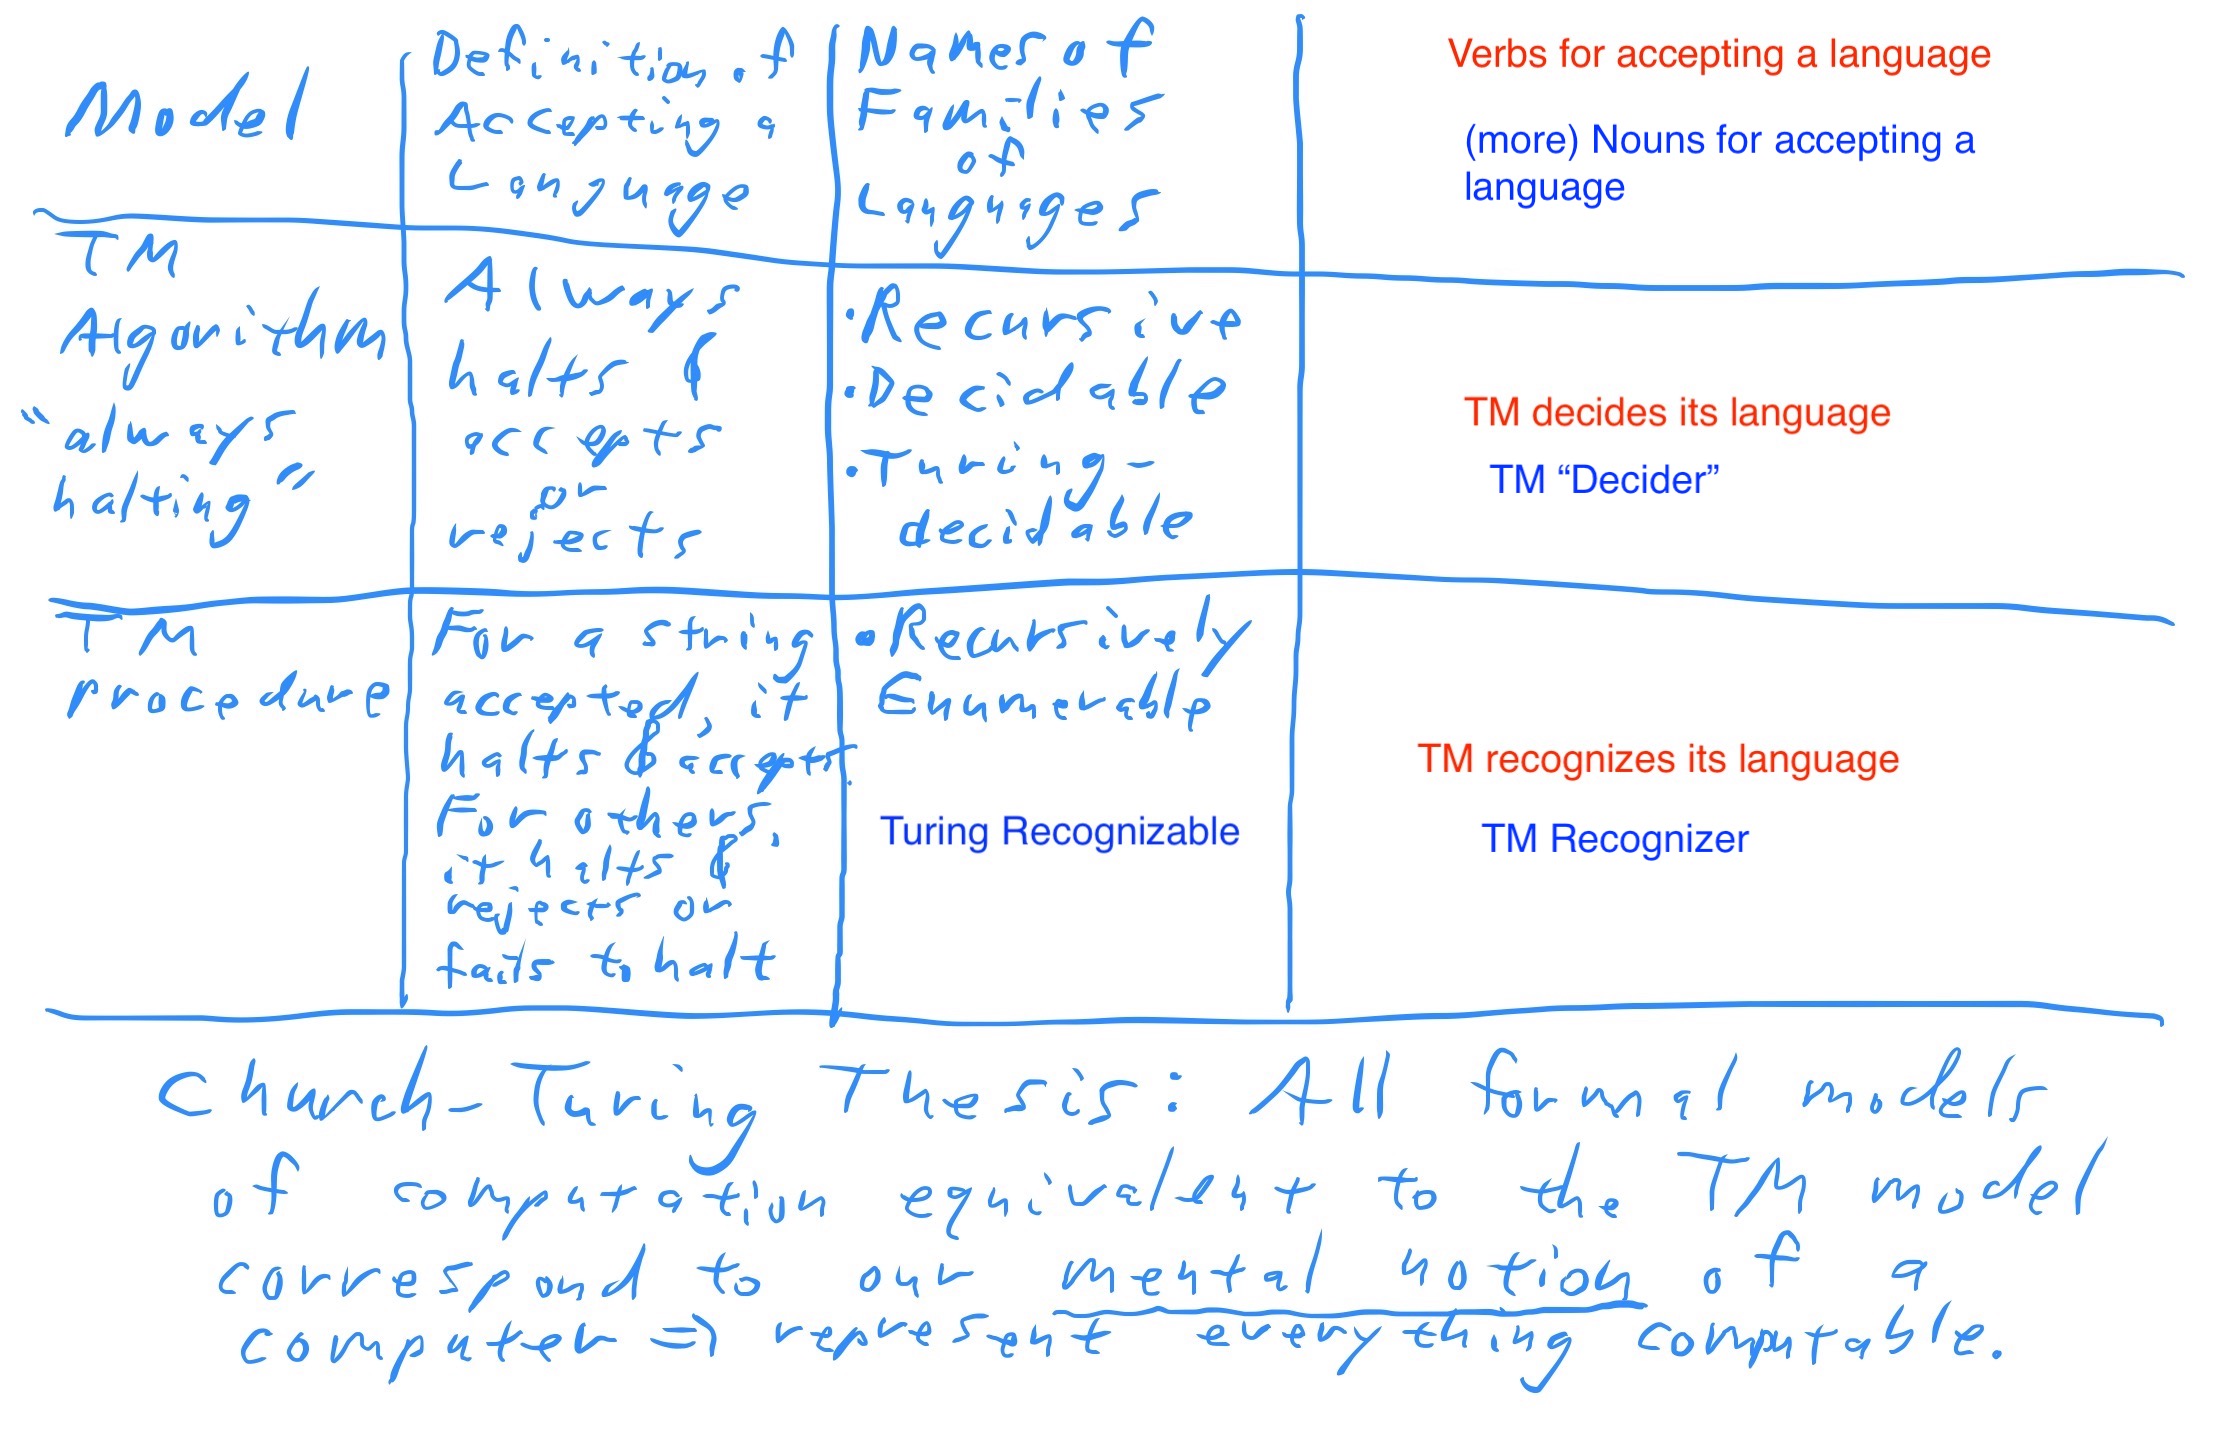 Model
Definition of
Accepting a
Language
Names of
Families
of
Languages
Verbs for accepting a language
(more) Nouns for accepting a
language
TM
Algorithm
"always
halting"
Always
halts &
accepts
or
rejects
·Recursive
·Decidable
·Turing-
decidable
TM decides its language
TM “Decider”
TM
procedure
For a string
accepted, it
halts & accepts.
For others,
it halts &
rejects or
fails to halt
·Recursively
Enumerable
Turing Recognizable
TM recognizes its language
TM Recognizer
Church-Turing Thesis: All formal models
of computation equivalent to the TM model
correspond to our mental notion of a
computer => represent everything computable.